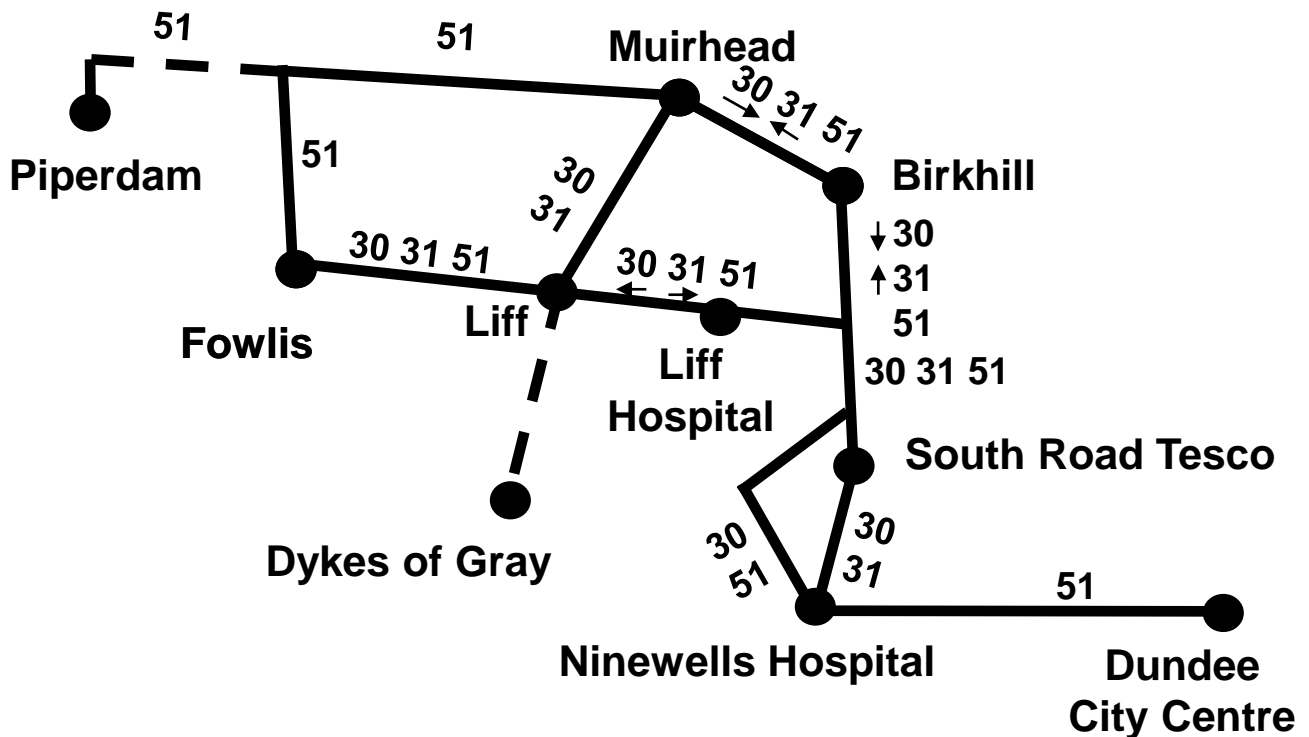 51
51
Muirhead
30 31 51
Piperdam
51
30
31
Birkhill
30
31
51
30 31 51
30 31 51
Liff
Fowlis
Liff
Hospital
30 31 51
South Road Tesco
Dykes of Gray
30
51
30
31
51
Ninewells Hospital
Dundee
City Centre